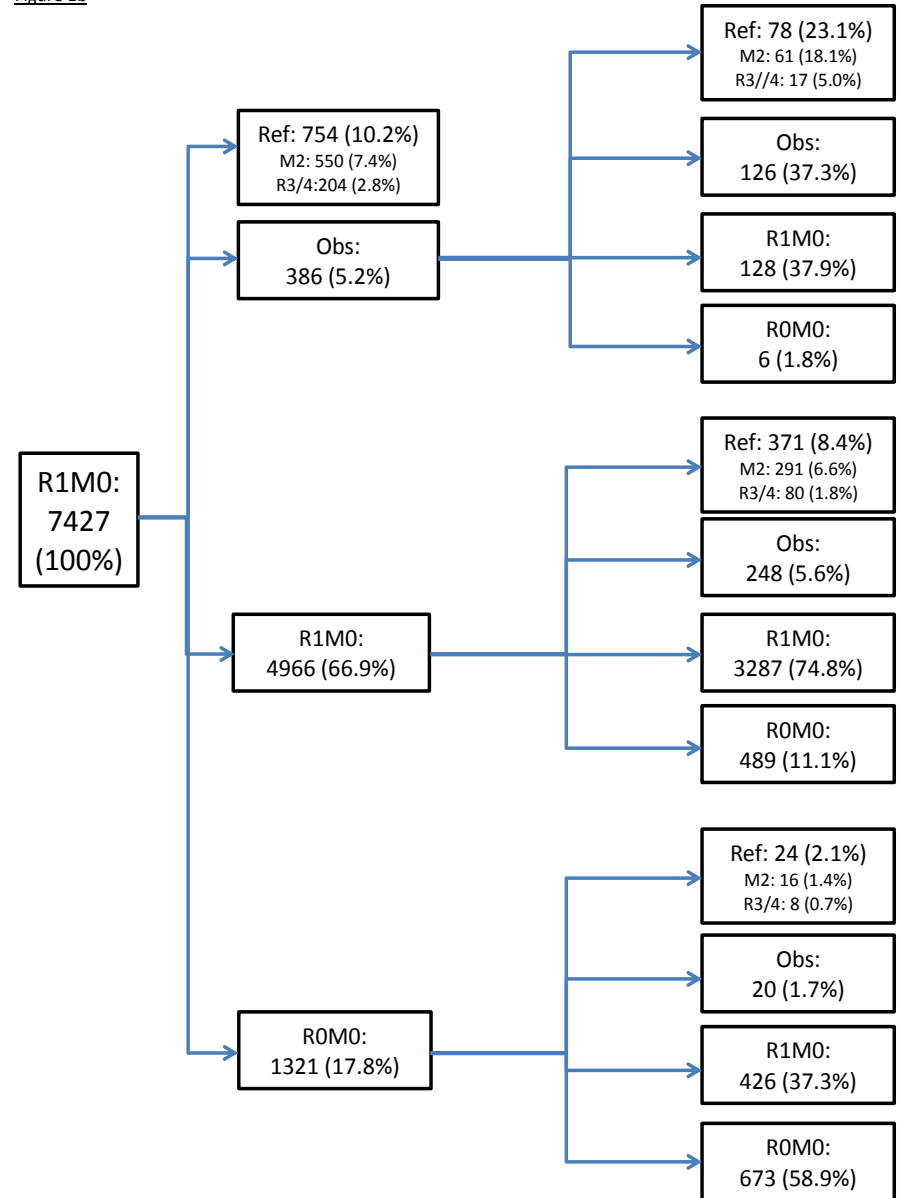 R1M0:
7427
(100%)
Ref: 754 (10.2%)
M2: 550 (7.4%)
R3/4:204 (2.8%)
Obs:
386 (5.2%)
R1M0:
4966 (66.9%)
R0M0:
1321 (17.8%)
Ref: 78 (23.1%)
M2: 61 (18.1%)
R3//4: 17 (5.0%)
Obs:
126 (37.3%)
R1M0:
128 (37.9%)
R0M0:
6 (1.8%)
Ref: 371 (8.4%)
M2: 291 (6.6%)
R3/4: 80 (1.8%)
Obs:
248 (5.6%)
R1M0:
3287 (74.8%)
R0M0:
489 (11.1%)
Ref: 24 (2.1%)
M2: 16 (1.4%)
R3/4: 8 (0.7%)
Obs:
20 (1.7%)
R1M0:
426 (37.3%)
R0M0:
673 (58.9%)